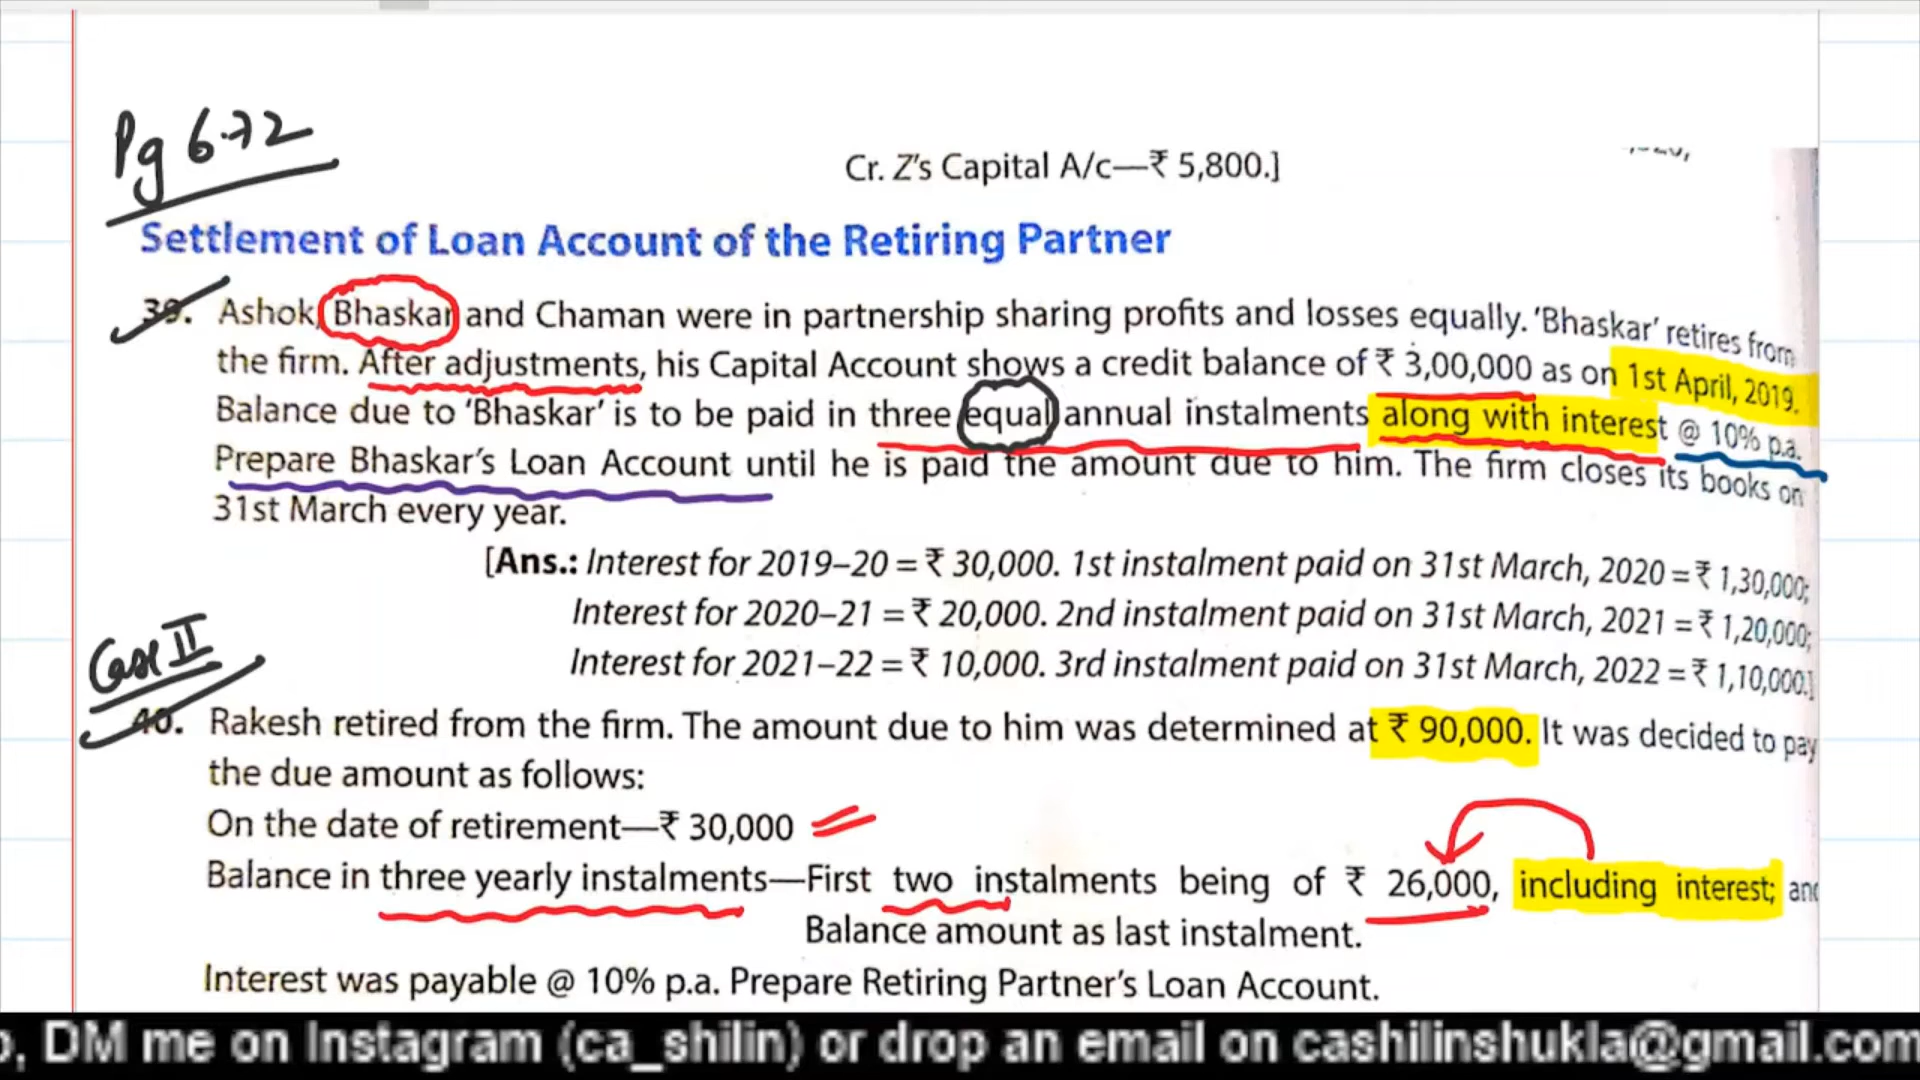 Pg 6.72
Cr. Z's Capital A/c—₹ 5,800.]
Settlement of Loan Account of the Retiring Partner
39. Ashok, Bhaskar and Chaman were in partnership sharing profits and losses equally. ‘Bhaskar’ retires from
the firm. After adjustments, his Capital Account shows a credit balance of ₹ 3,00,000 as on 1st April, 2019.
Balance due to ‘Bhaskar’ is to be paid in three equal annual instalments along with interest @ 10% p.a.
Prepare Bhaskar’s Loan Account until he is paid the amount due to him. The firm closes its books on
31st March every year.
[Ans.: Interest for 2019–20 = ₹ 30,000. 1st instalment paid on 31st March, 2020 = ₹ 1,30,000;
Interest for 2020–21 = ₹ 20,000. 2nd instalment paid on 31st March, 2021 = ₹ 1,20,000;
Interest for 2021–22 = ₹ 10,000. 3rd instalment paid on 31st March, 2022 = ₹ 1,10,000.]
Case II
40. Rakesh retired from the firm. The amount due to him was determined at ₹ 90,000. It was decided to pay
the due amount as follows:
On the date of retirement—₹ 30,000
Balance in three yearly instalments—First two instalments being of ₹ 26,000, including interest; and
Balance amount as last instalment.
Interest was payable @ 10% p.a. Prepare Retiring Partner’s Loan Account.
, DM me on Instagram (ca_shilin) or drop an email on cashilinshukla@gmail.com